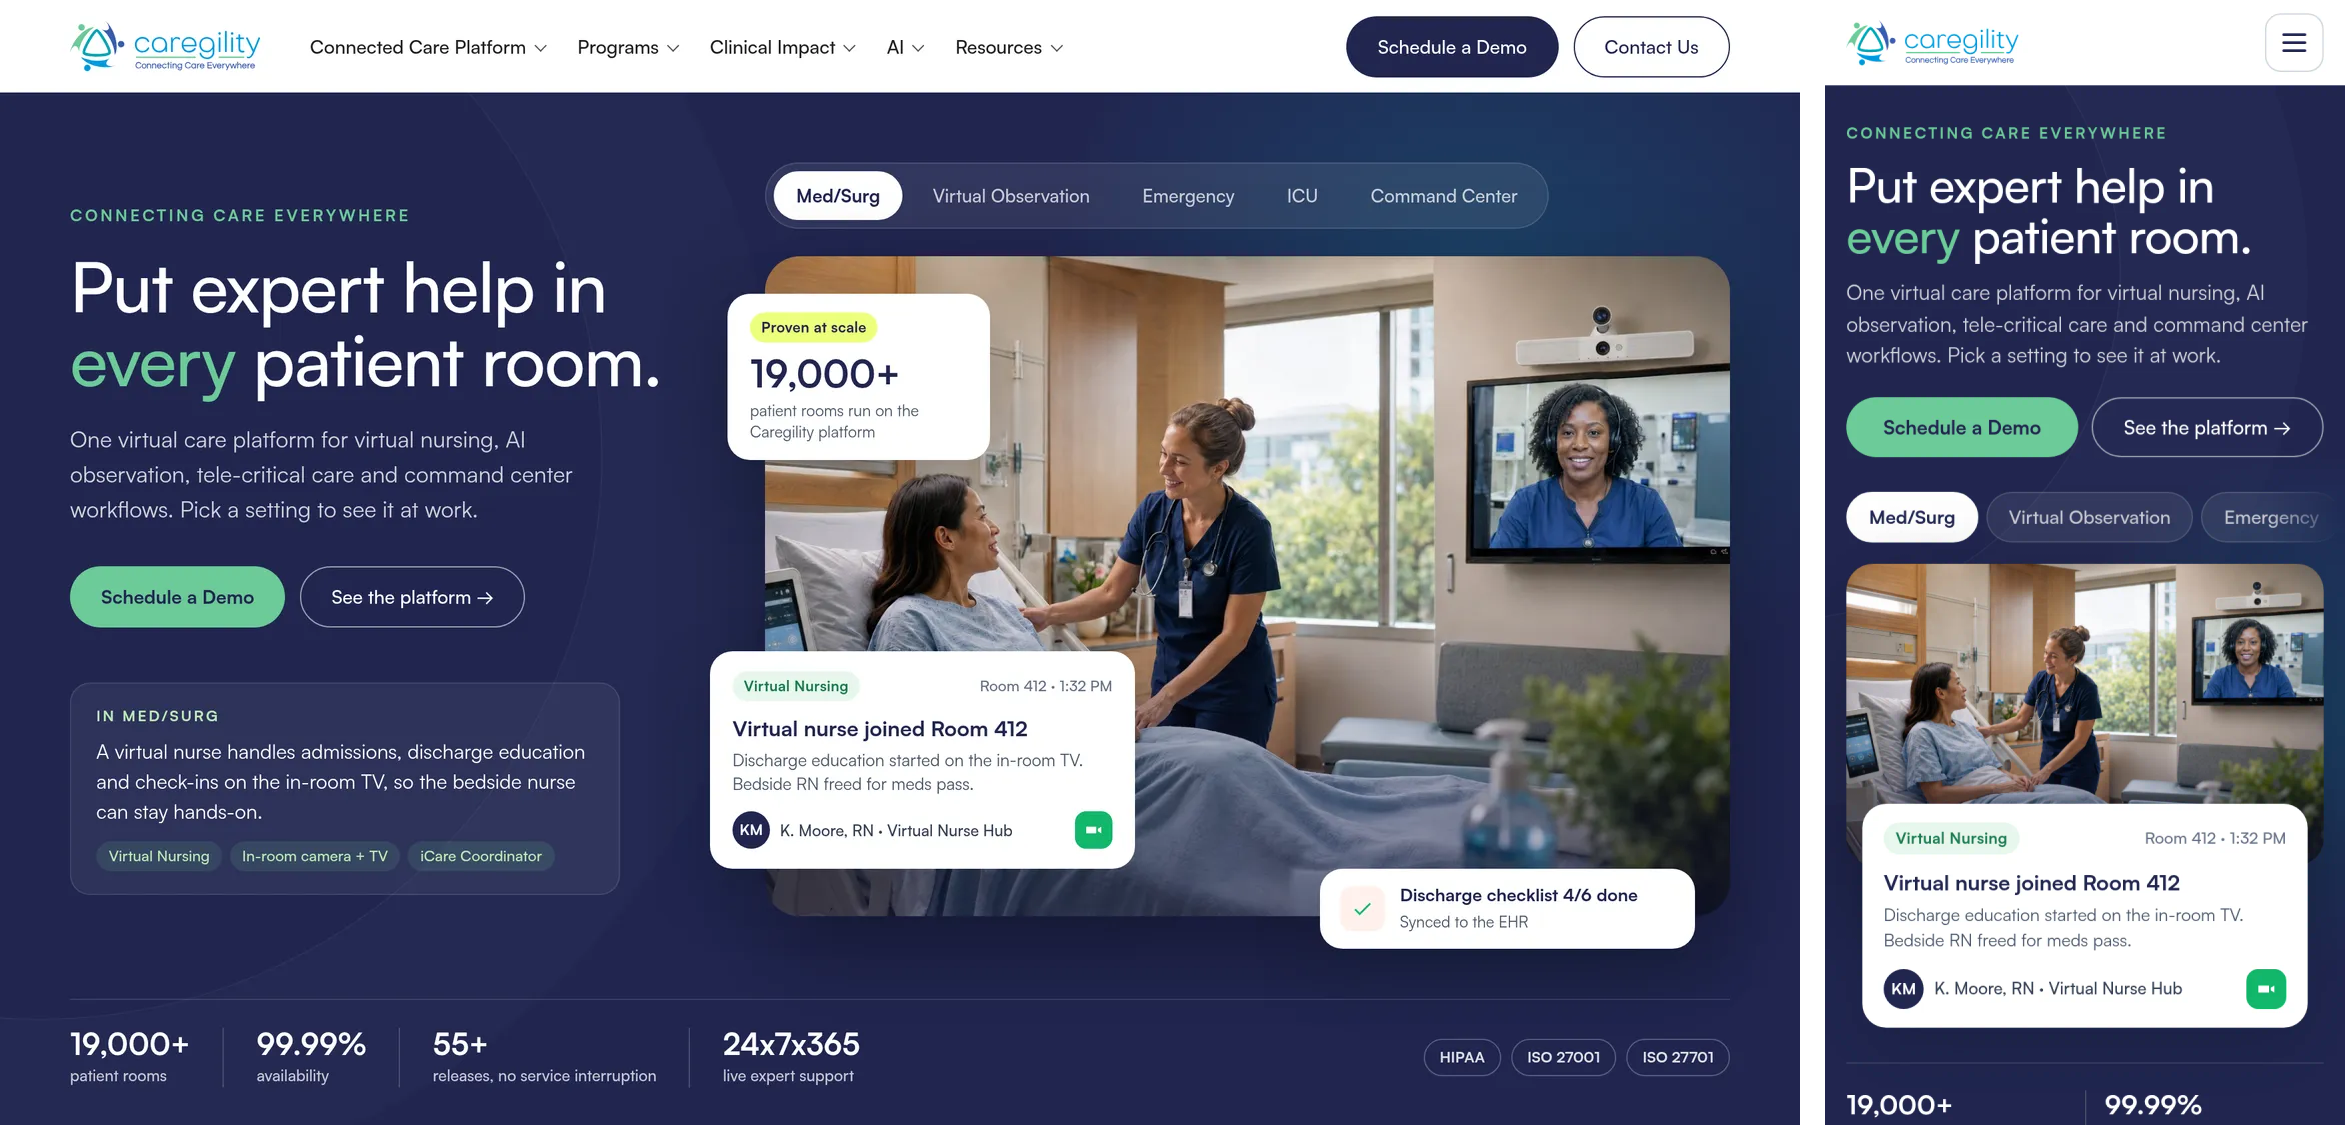 caregility
Connecting Care Everywhere
Connected Care Platform
Programs
Clinical Impact
AI
Resources
Schedule a Demo
Contact Us
CONNECTING CARE EVERYWHERE
Put expert help in
every patient room.
One virtual care platform for virtual nursing, AI
observation, tele-critical care and command center
workflows. Pick a setting to see it at work.
Schedule a Demo
See the platform →
IN MED/SURG
A virtual nurse handles admissions, discharge education
and check-ins on the in-room TV, so the bedside nurse
can stay hands-on.
Virtual Nursing
In-room camera + TV
iCare Coordinator
Med/Surg
Virtual Observation
Emergency
ICU
Command Center
Proven at scale
19,000+
patient rooms run on the
Caregility platform
Virtual Nursing
Room 412 • 1:32 PM
Virtual nurse joined Room 412
Discharge education started on the in-room TV.
Bedside RN freed for meds pass.
KM
K. Moore, RN • Virtual Nurse Hub
Discharge checklist 4/6 done
Synced to the EHR
19,000+
patient rooms
99.99%
availability
55+
releases, no service interruption
24x7x365
live expert support
HIPAA
ISO 27001
ISO 27701
caregility
Connecting Care Everywhere
CONNECTING CARE EVERYWHERE
Put expert help in
every patient room.
One virtual care platform for virtual nursing, AI
observation, tele-critical care and command center
workflows. Pick a setting to see it at work.
Schedule a Demo
See the platform →
Med/Surg
Virtual Observation
Emergency
Virtual Nursing
Room 412 • 1:32 PM
Virtual nurse joined Room 412
Discharge education started on the in-room TV.
Bedside RN freed for meds pass.
KM
K. Moore, RN • Virtual Nurse Hub
19,000+
99.99%